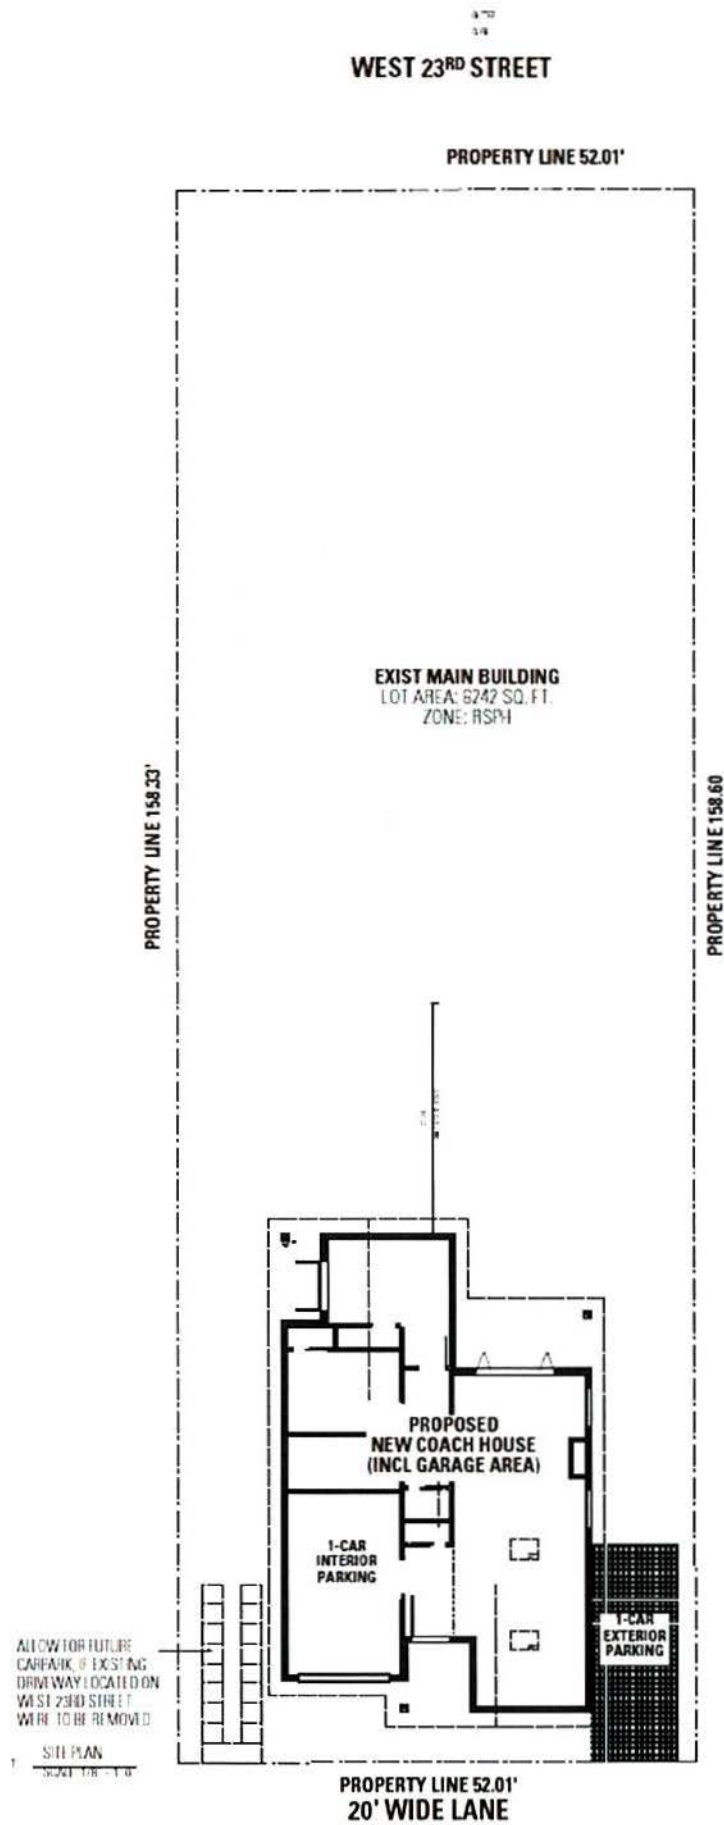 WEST 23RD STREET
PROPERTY LINE 52.01'
EXIST MAIN BUILDING
LOT AREA: 8242 SQ. FT.
ZONE:
PROPERTY LINE 158.33'
PROPERTY LINE 158.60
PROPOSED
NEW COACH HOUSE
(INCL GARAGE AREA)
1-CAR
INTERIOR
PARKING
1-CAR
EXTERIOR
PARKING
ALLOW FOR FUTURE
CARPARK, IF EXISTING
DRIVEWAY LOCATED ON
WEST 23RD STREET
WERE TO BE REMOVED
1 SITE PLAN
SCALE
PROPERTY LINE 52.01'
20' WIDE LANE